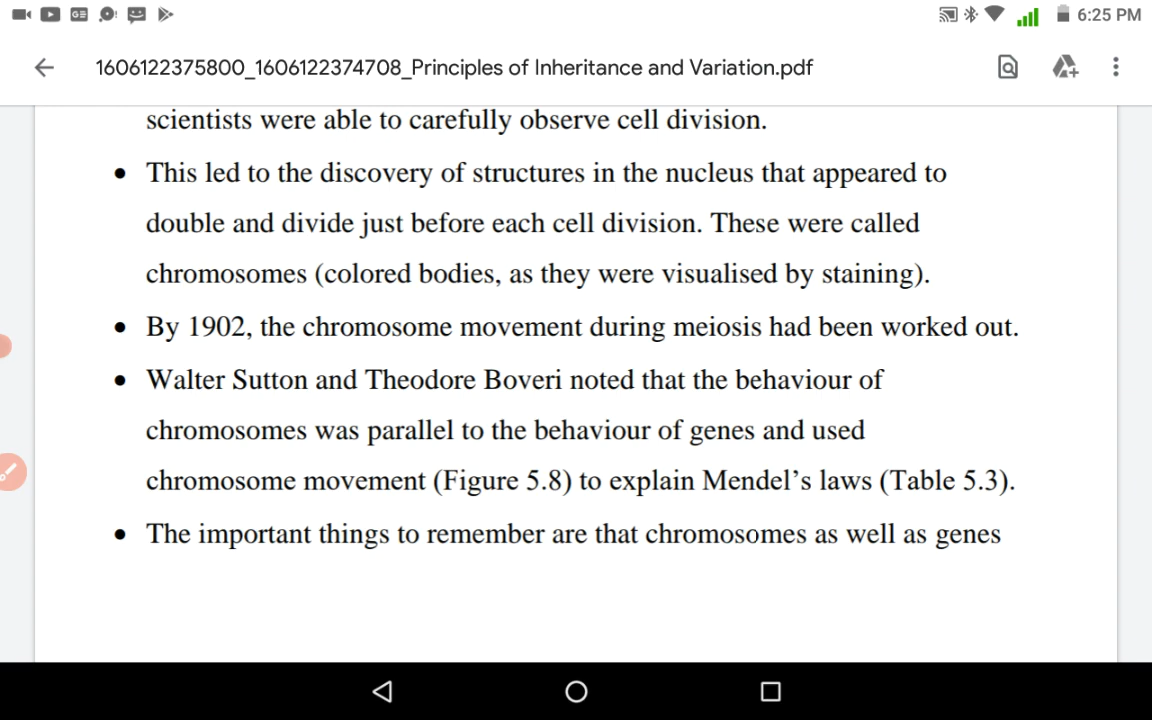 6:25 PM
1606122375800_1606122374708_Principles of Inheritance and Variation.pdf
scientists were able to carefully observe cell division.
• This led to the discovery of structures in the nucleus that appeared to
double and divide just before each cell division. These were called
chromosomes (colored bodies, as they were visualised by staining).
• By 1902, the chromosome movement during meiosis had been worked out.
• Walter Sutton and Theodore Boveri noted that the behaviour of
chromosomes was parallel to the behaviour of genes and used
chromosome movement (Figure 5.8) to explain Mendel’s laws (Table 5.3).
• The important things to remember are that chromosomes as well as genes